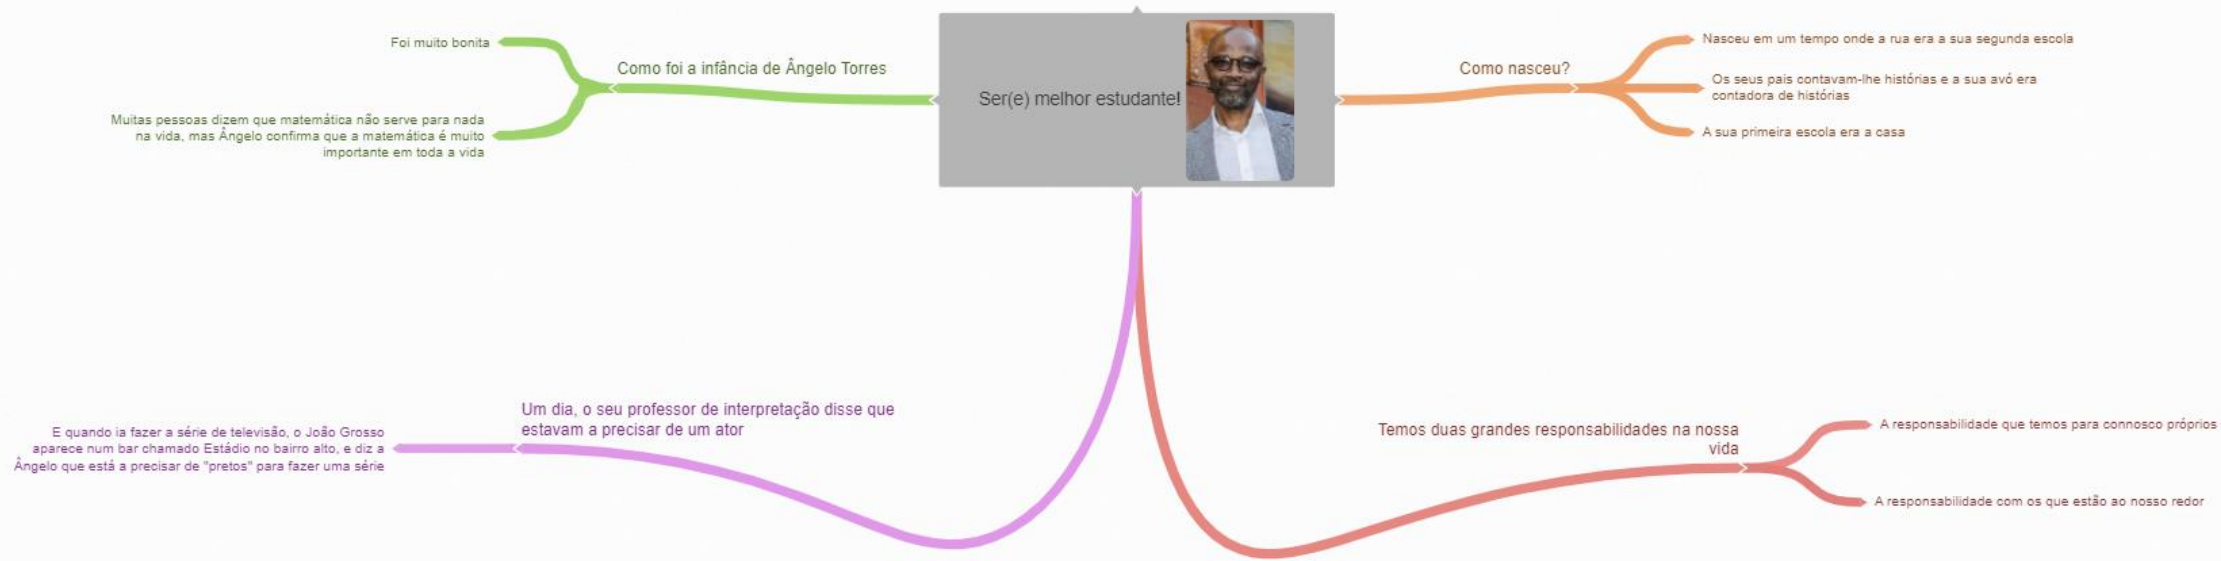 Ser(e) melhor estudante!
Como foi a infância de Ângelo Torres
Foi muito bonita
Muitas pessoas dizem que matemática não serve para nada
na vida, mas Ângelo confirma que a matemática é muito
importante em toda a vida
Como nasceu?
Nasceu em um tempo onde a rua era a sua segunda escola
Os seus pais contavam-lhe histórias e a sua avó era
contadora de histórias
A sua primeira escola era a casa
Um dia, o seu professor de interpretação disse que
estavam a precisar de um ator
E quando ia fazer a série de televisão, o João Grosso
aparece num bar chamado Estádio no bairro alto, e diz a
Ângelo que está a precisar de "pretos" para fazer uma série
Temos duas grandes responsabilidades na nossa
vida
A responsabilidade que temos para connosco próprios
A responsabilidade com os que estão ao nosso redor